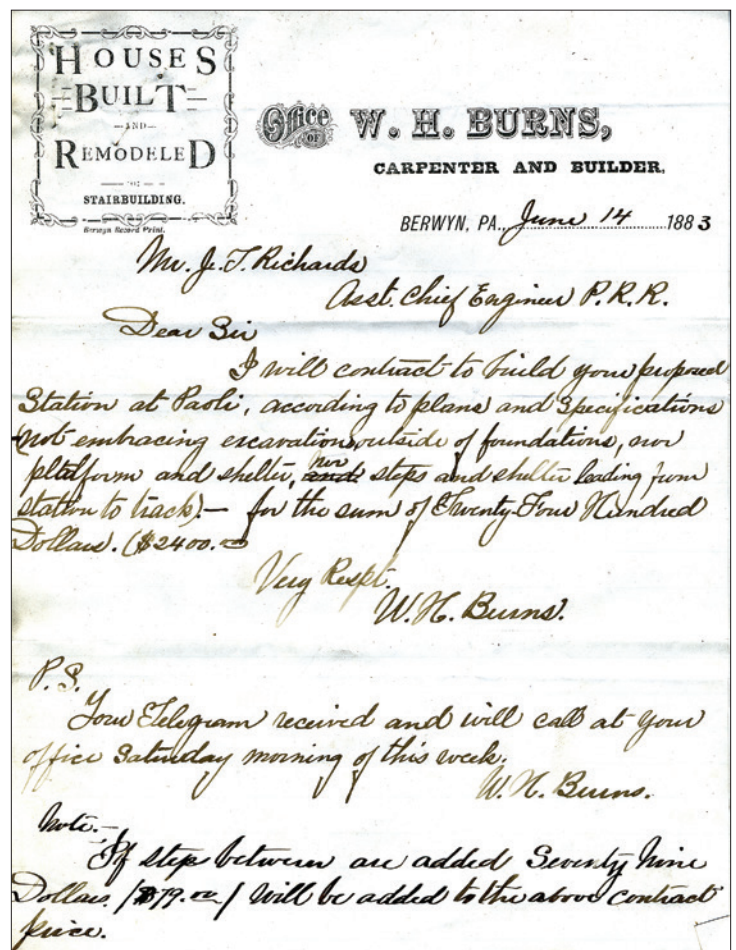 HOUSES
BUILT
—AND—
REMODELED
STAIRBUILDING.
Berwyn Record Print.
Office OF W. H. BURNS,
CARPENTER AND BUILDER,
BERWYN, PA. June 14 1883
Mr. J. T. Richards
Asst. Chief Engineer P.R.R.
Dear Sir
I will contract to build your proposed
Station at Paoli, according to plans and Specifications
(not embracing excavation outside of foundations, nor
platform and shelter, and nor steps and shelter leading from
station to track).— for the sum of Twenty-Four Hundred
Dollars. ($2400.00
Very Respt.
W. H. Burns.
P.S.
Your Telegram received and will call at your
office Saturday morning of this week.
W. H. Burns.
Note.—
If steps between are added Seventy Nine
Dollars. ($79.00) Will be added to the above contract
price.